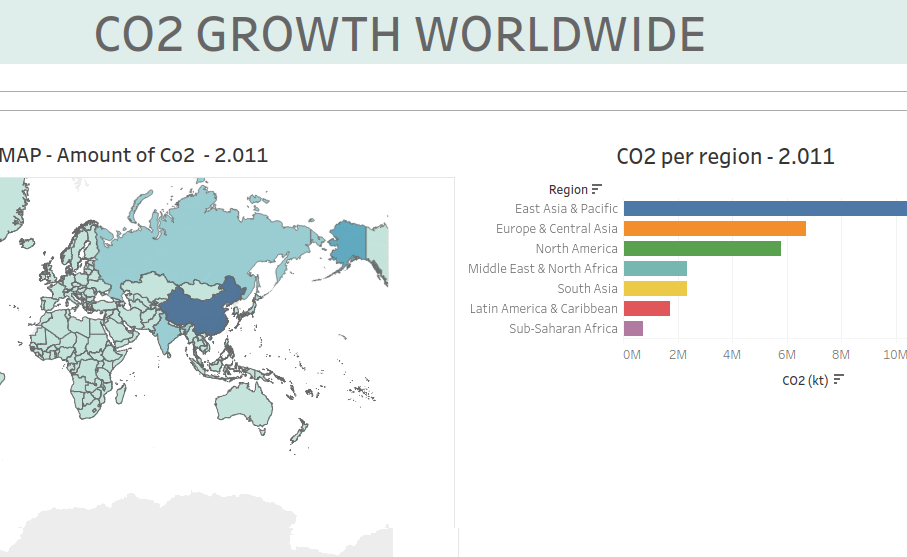 CO2 GROWTH WORLDWIDE
MAP - Amount of Co2 - 2.011
CO2 per region - 2.011
Region
East Asia & Pacific
Europe & Central Asia
North America
Middle East & North Africa
South Asia
Latin America & Caribbean
Sub-Saharan Africa
0M 2M 4M 6M 8M 10M
CO2 (kt)